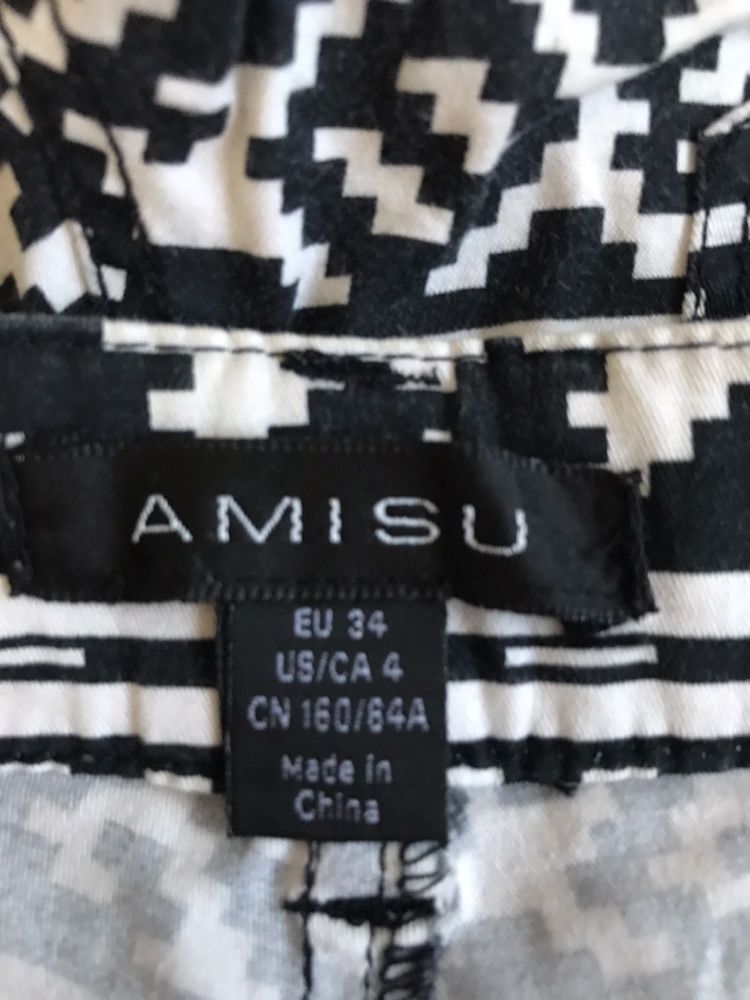 AMISU
EU 34
US/CA 4
CN 160/64A
Made in
China